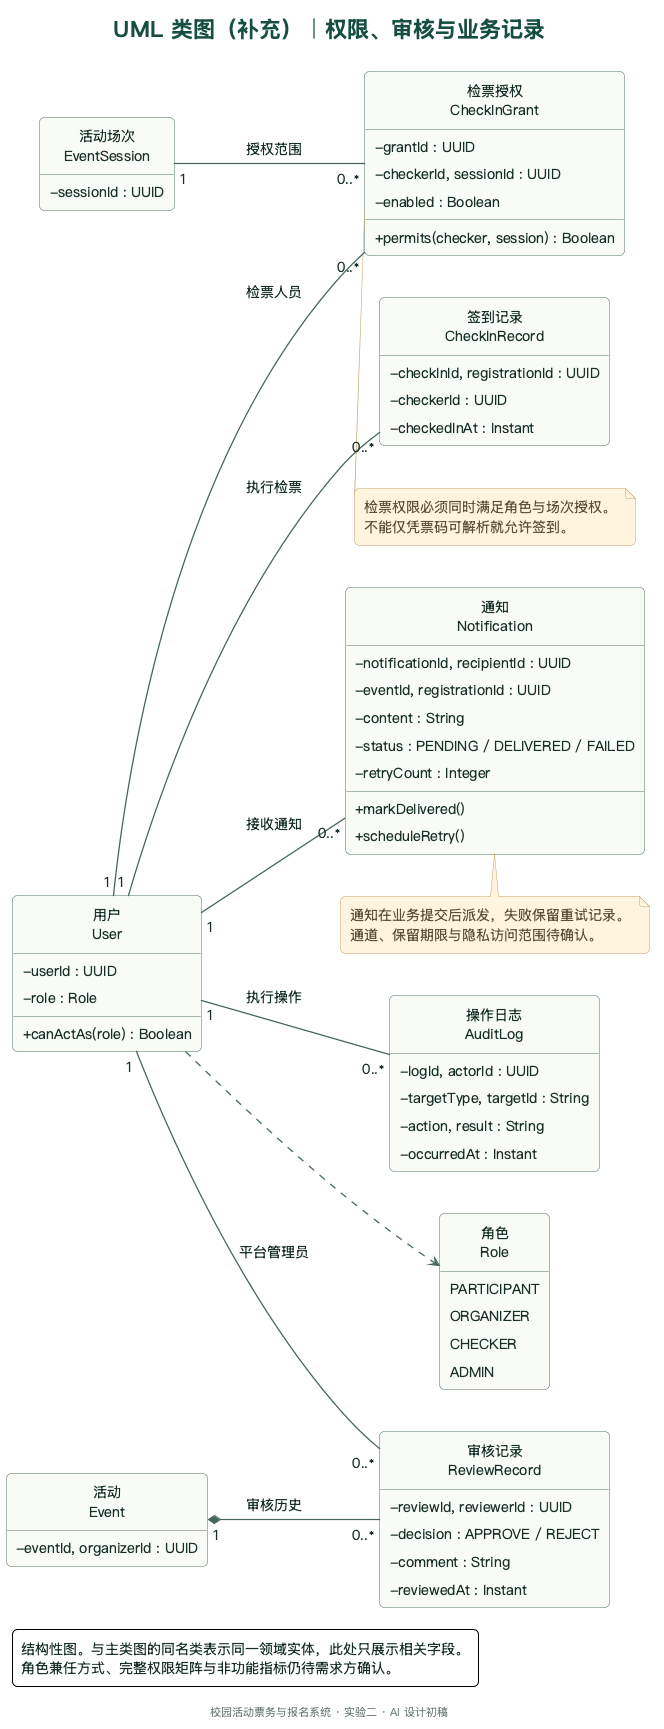 UML 类图（补充）｜权限、审核与业务记录
活动场次
EventSession
–sessionId : UUID
授权范围
1
0..*
检票授权
CheckInGrant
–grantId : UUID
–checkerId, sessionId : UUID
–enabled : Boolean
+permits(checker, session) : Boolean
0..*
检票人员
签到记录
CheckInRecord
–checkInId, registrationId : UUID
–checkerId : UUID
–checkedInAt : Instant
0..*
执行检票
检票权限必须同时满足角色与场次授权。
不能仅凭票码可解析就允许签到。
通知
Notification
–notificationId, recipientId : UUID
–eventId, registrationId : UUID
–content : String
–status : PENDING / DELIVERED / FAILED
–retryCount : Integer
+markDelivered()
+scheduleRetry()
接收通知
0..*
1
1
用户
User
–userId : UUID
–role : Role
+canActAs(role) : Boolean
1
通知在业务提交后派发，失败保留重试记录。
通道、保留期限与隐私访问范围待确认。
执行操作
1
0..*
操作日志
AuditLog
–logId, actorId : UUID
–targetType, targetId : String
–action, result : String
–occurredAt : Instant
1
角色
Role
PARTICIPANT
ORGANIZER
CHECKER
ADMIN
平台管理员
0..*
审核记录
ReviewRecord
–reviewId, reviewerId : UUID
–decision : APPROVE / REJECT
–comment : String
–reviewedAt : Instant
活动
Event
–eventId, organizerId : UUID
审核历史
1
0..*
结构性图。与主类图的同名类表示同一领域实体，此处只展示相关字段。
角色兼任方式、完整权限矩阵与非功能指标仍待需求方确认。
校园活动票务与报名系统 · 实验二 · AI 设计初稿